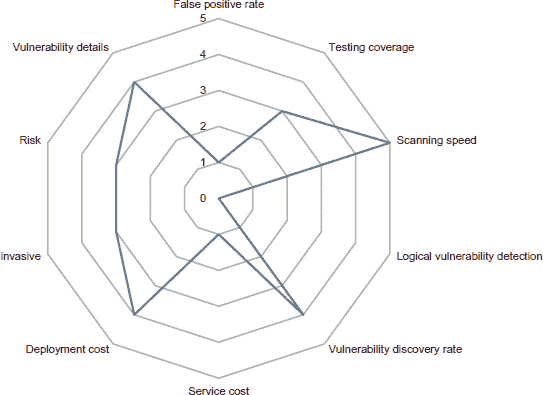 False positive rate
5
Vulnerability details
Testing coverage
4
3
2
Risk
Scanning speed
1
0
invasive
Logical vulnerability detection
Deployment cost
Vulnerability discovery rate
Service cost